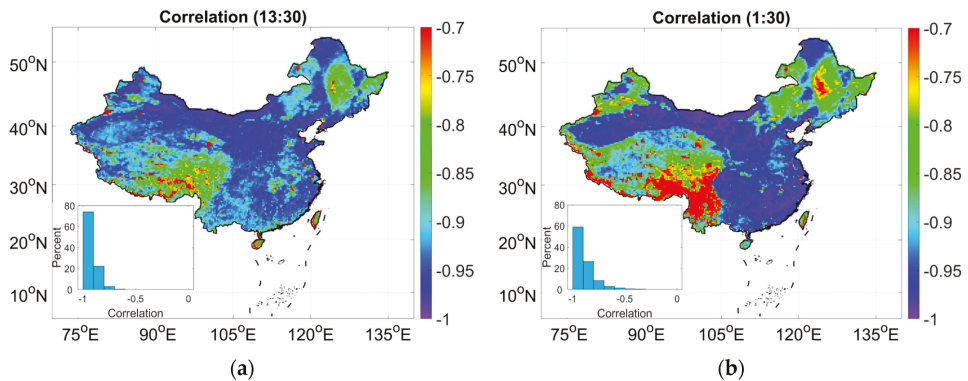 Correlation (13:30)
50°N
40°N
30°N
20°N
10°N
75°E
90°E
105°E
120°E
135°E
-0.7
-0.75
-0.8
-0.85
-0.9
-0.95
-1
80
60
40
20
0
Percent
-1
-0.5
0
Correlation
(a)
Correlation (1:30)
50°N
40°N
30°N
20°N
10°N
75°E
90°E
105°E
120°E
135°E
-0.7
-0.75
-0.8
-0.85
-0.9
-0.95
-1
80
60
40
20
0
Percent
-1
-0.5
0
Correlation
(b)